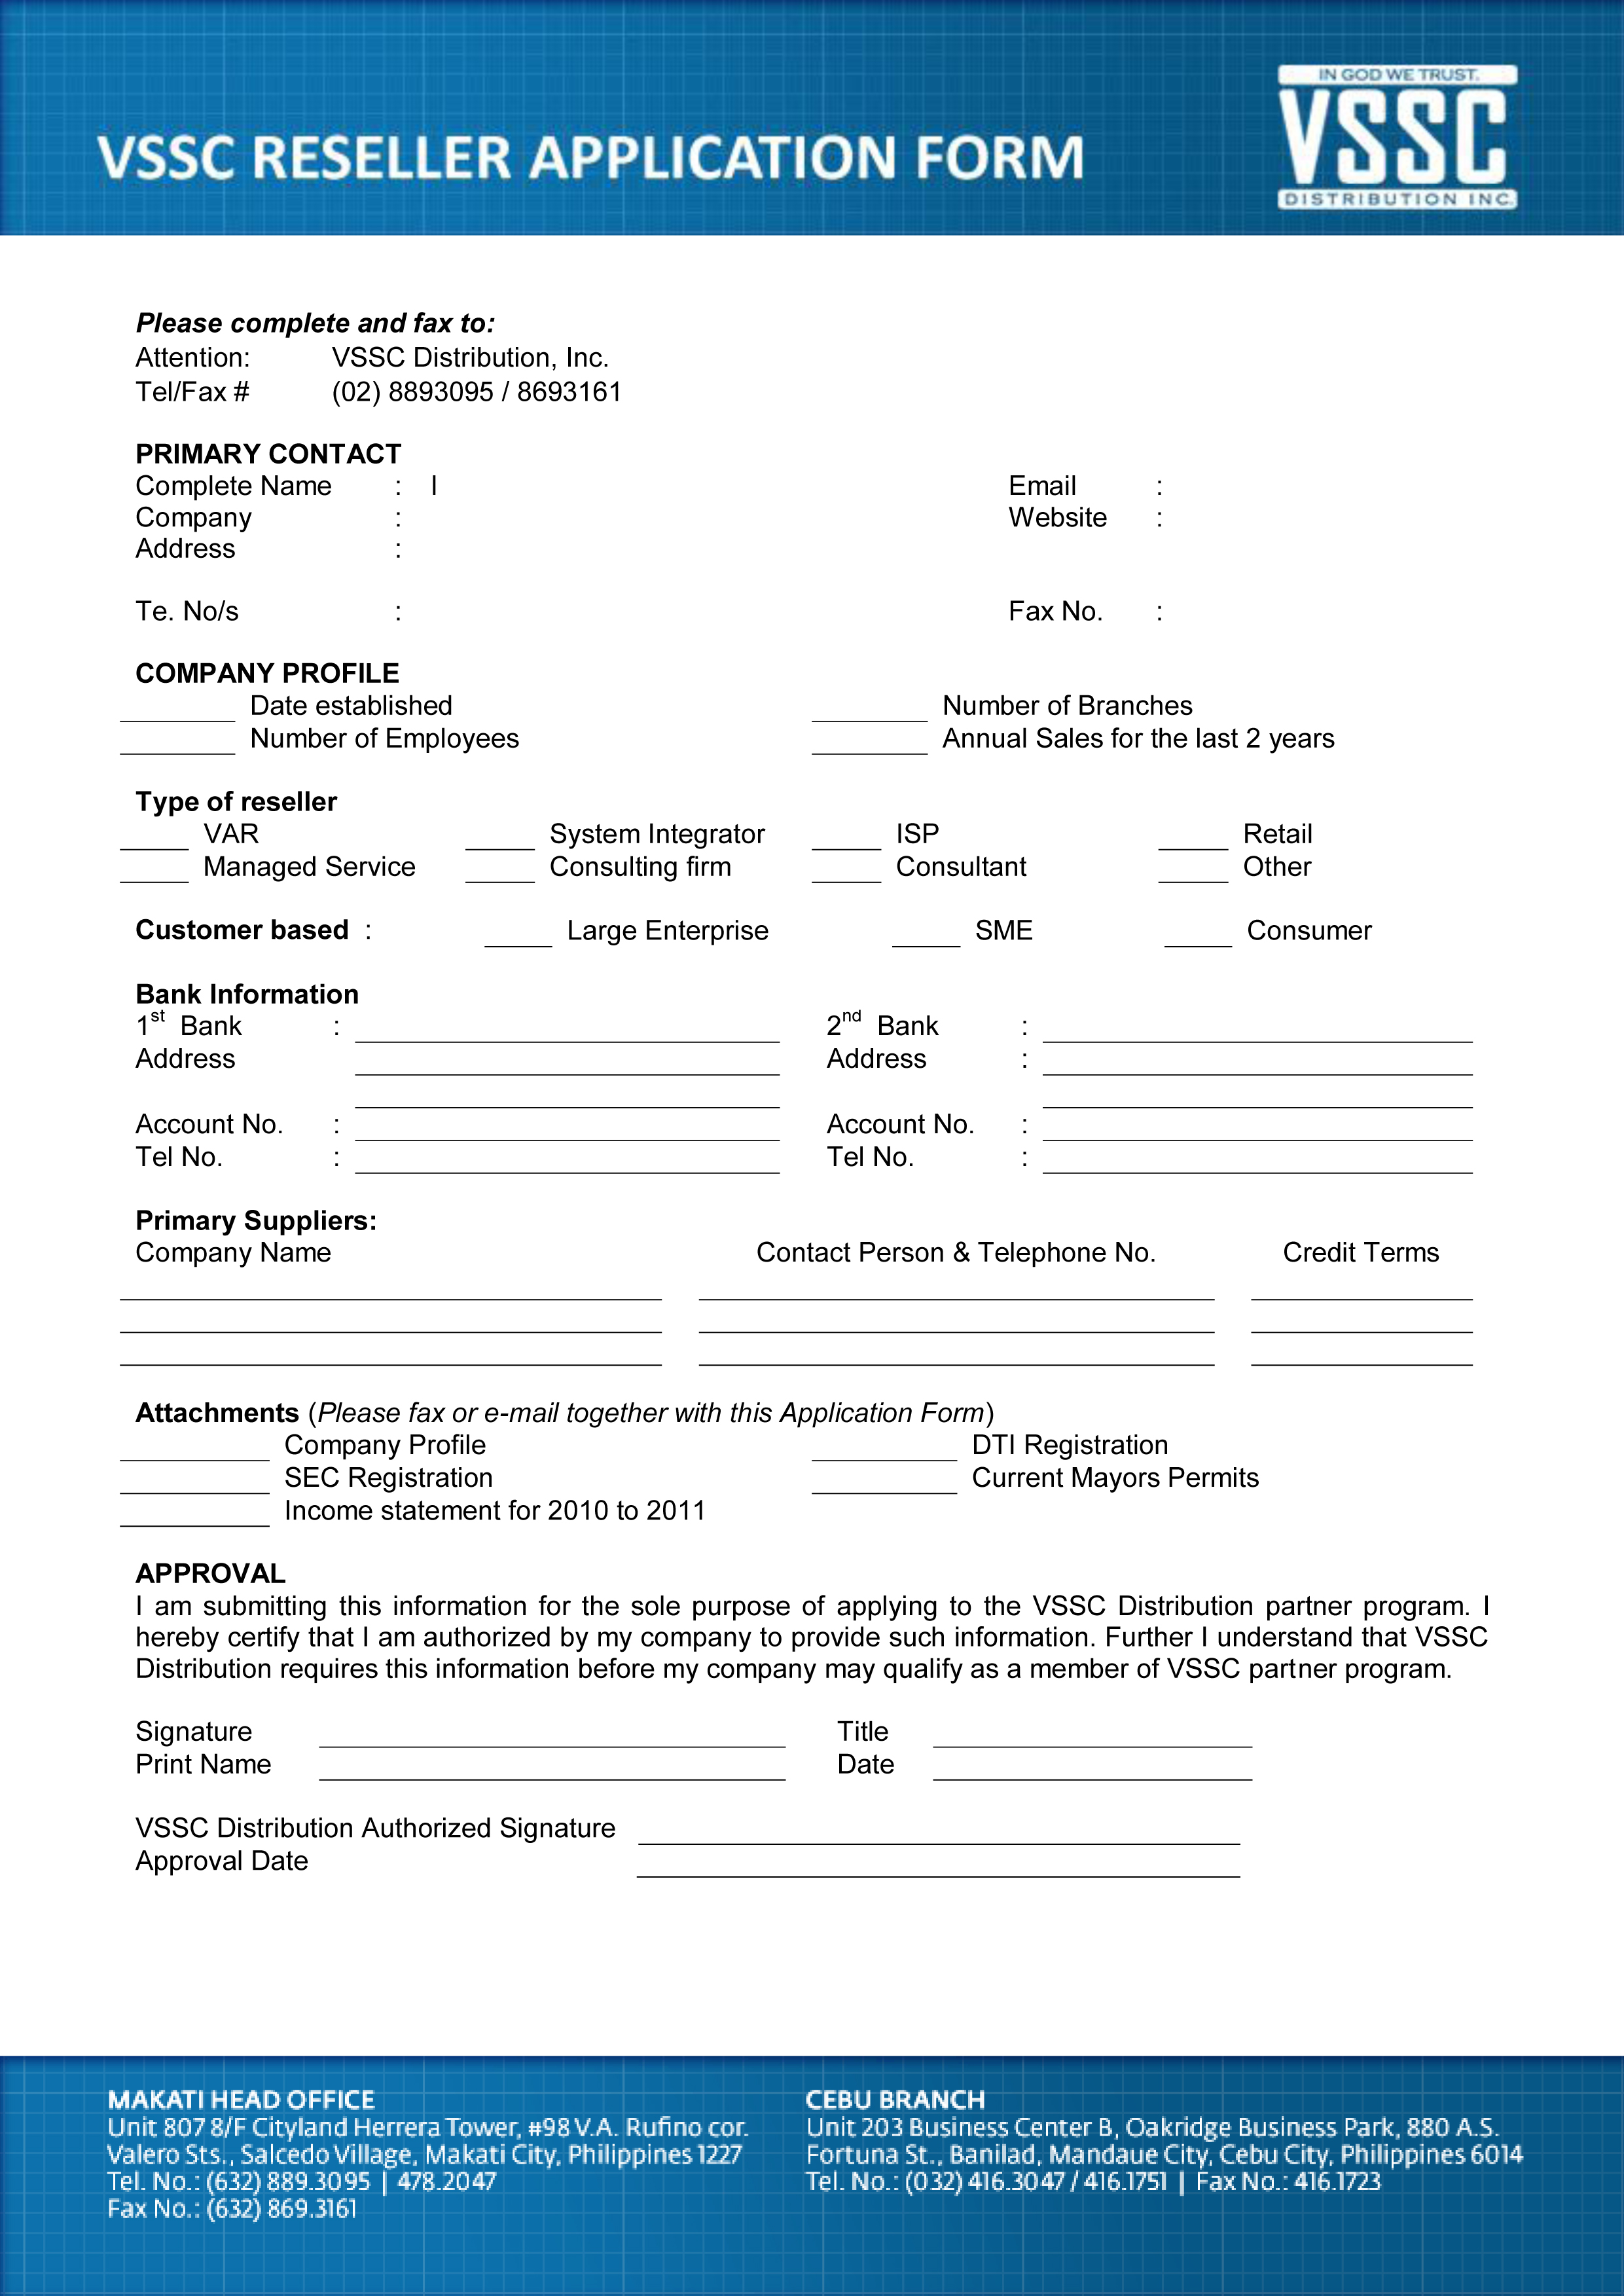 IN GOD WE TRUST.
VSSC
DISTRIBUTION INC.
VSSC RESELLER APPLICATION FORM
Please complete and fax to:
Attention: VSSC Distribution, Inc.
Tel/Fax # (02) 8893095 / 8693161
PRIMARY CONTACT
Complete Name : I Email :
Company : Website :
Address :
Te. No/s : Fax No. :
COMPANY PROFILE
Date established Number of Branches
Number of Employees Annual Sales for the last 2 years
Type of reseller
VAR System Integrator ISP Retail
Managed Service Consulting firm Consultant Other
Customer based : Large Enterprise SME Consumer
Bank Information
1st Bank : 2nd Bank :
Address Address :
Account No. : Account No. :
Tel No. : Tel No. :
Primary Suppliers:
Company Name Contact Person & Telephone No. Credit Terms
Attachments (Please fax or e-mail together with this Application Form)
Company Profile DTI Registration
SEC Registration Current Mayors Permits
Income statement for 2010 to 2011
APPROVAL
I am submitting this information for the sole purpose of applying to the VSSC Distribution partner program. I
hereby certify that I am authorized by my company to provide such information. Further I understand that VSSC
Distribution requires this information before my company may qualify as a member of VSSC partner program.
Signature Title
Print Name Date
VSSC Distribution Authorized Signature
Approval Date
MAKATI HEAD OFFICE
Unit 807 8/F Cityland Herrera Tower, #98 V.A. Rufino cor.
Valero Sts., Salcedo Village, Makati City, Philippines 1227
Tel. No.: (632) 889.3095 | 478.2047
Fax No.: (632) 869.3161
CEBU BRANCH
Unit 203 Business Center B, Oakridge Business Park, 880 A.S.
Fortuna St., Banilad, Mandaue City, Cebu City, Philippines 6014
Tel. No.: (032) 416.3047 / 416.1751 | Fax No.: 416.1723